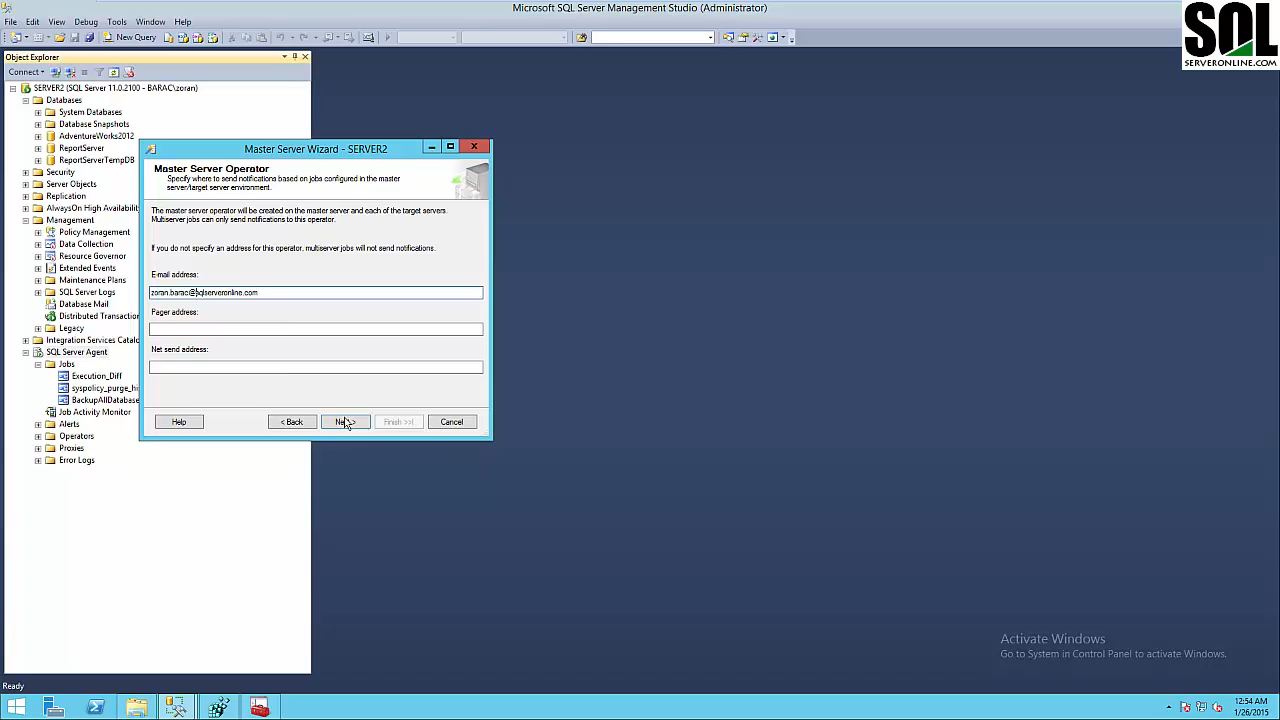 Microsoft SQL Server Management Studio (Administrator)
File Edit View Debug Tools Window Help
New Query
SQL
SERVERONLINE.COM
Object Explorer
Connect
SERVER2 (SQL Server 11.0.2100 - BARAC\zoran)
Databases
System Databases
Database Snapshots
AdventureWorks2012
ReportServer
ReportServerTempDB
Security
Server Objects
Replication
AlwaysOn High Availability
Management
Policy Management
Data Collection
Resource Governor
Extended Events
Maintenance Plans
SQL Server Logs
Database Mail
Distributed Transactio
Legacy
Integration Services Catalo
SQL Server Agent
Jobs
Execution_Diff
syspolicy_purge_hi
BackupAllDatabase
Job Activity Monitor
Alerts
Operators
Proxies
Error Logs
Master Server Wizard - SERVER2
Master Server Operator
Specify where to send notifications based on jobs configured in the master
server/target server environment.
The master server operator will be created on the master server and each of the target servers.
Multiserver jobs can only send notifications to this operator.
If you do not specify an address for this operator, multiserver jobs will not send notifications.
E-mail address:
zoran.barac@sqlserveronline.com
Pager address:
Net send address:
Help < Back Next > Finish >>| Cancel
Activate Windows
Go to System in Control Panel to activate Windows.
Ready
12:54 AM
1/26/2015